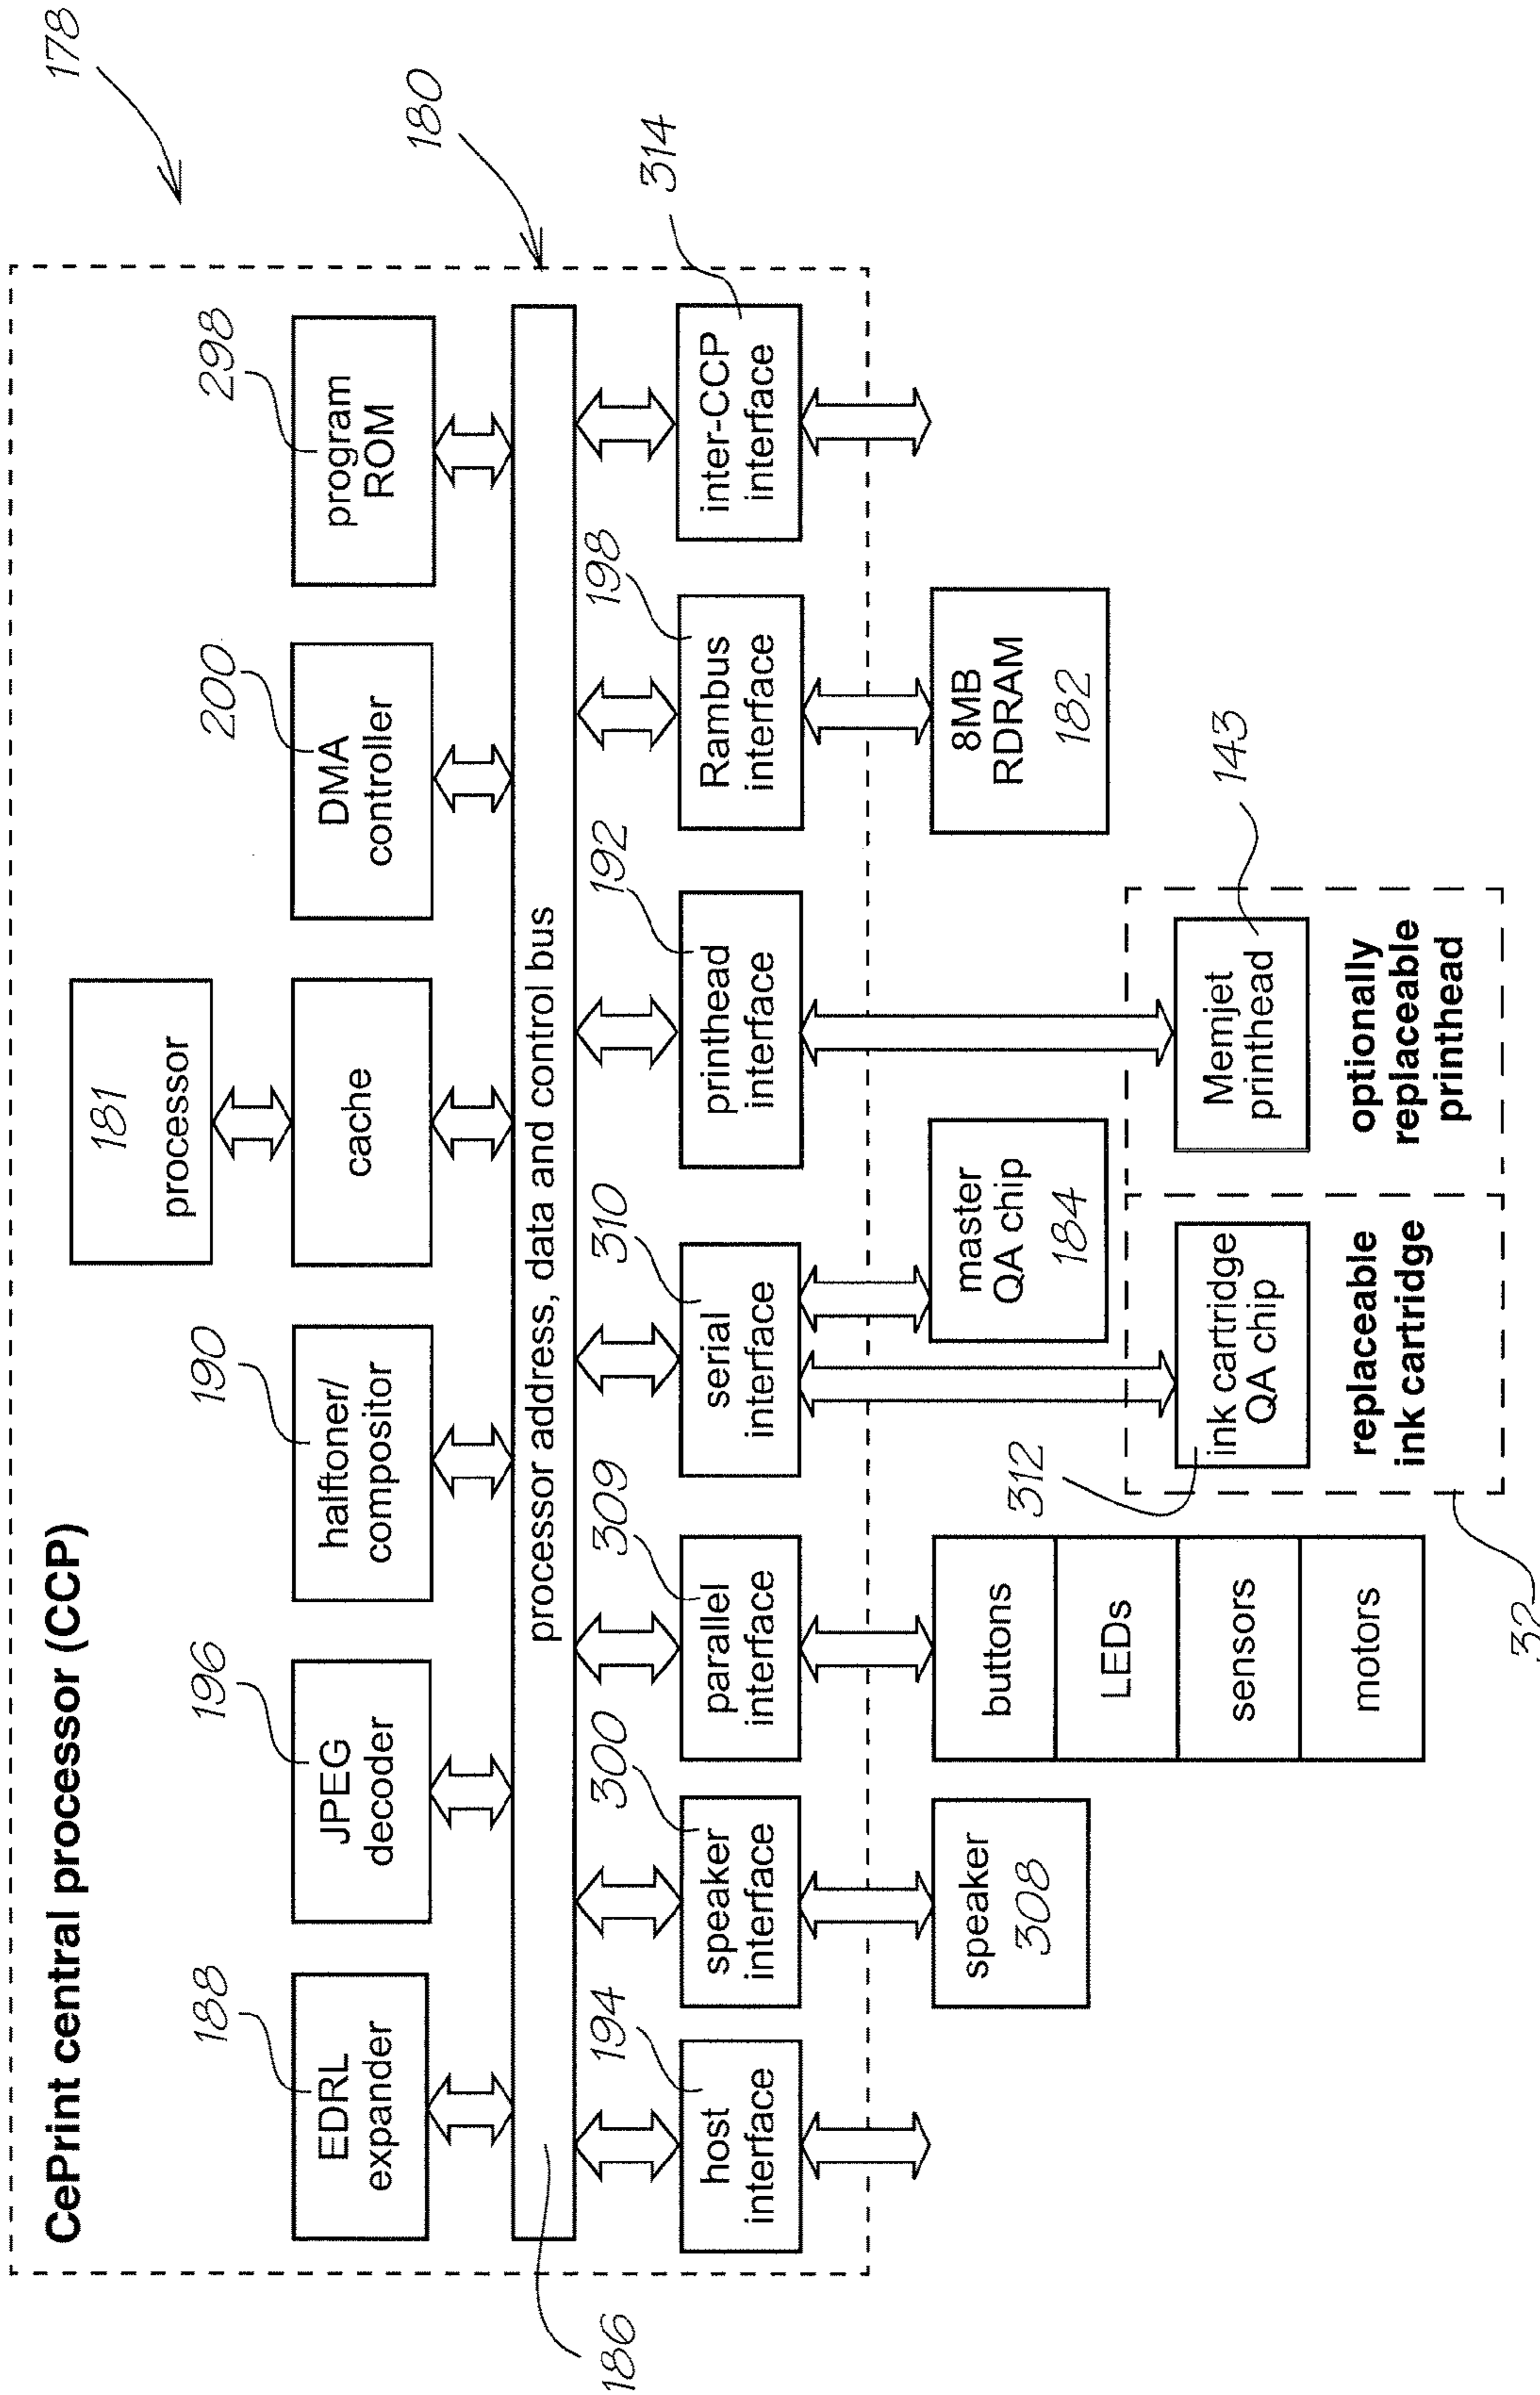 178
CePrint central processor (CCP)
180
181
processor
188
196
190
200
298
EDRL
expander
JPEG
decoder
halftoner/
compositor
cache
DMA
controller
program
ROM
processor address, data and control bus
186
194
300
309
310
192
198
314
host
interface
speaker
interface
parallel
interface
serial
interface
printhead
interface
Rambus
interface
inter-CCP
interface
speaker
308
buttons
LEDs
sensors
motors
master
QA chip
184
8MB
RDRAM
182
312
ink cartridge
QA chip
Memjet
printhead
143
replaceable
ink cartridge
optionally
replaceable
printhead
32